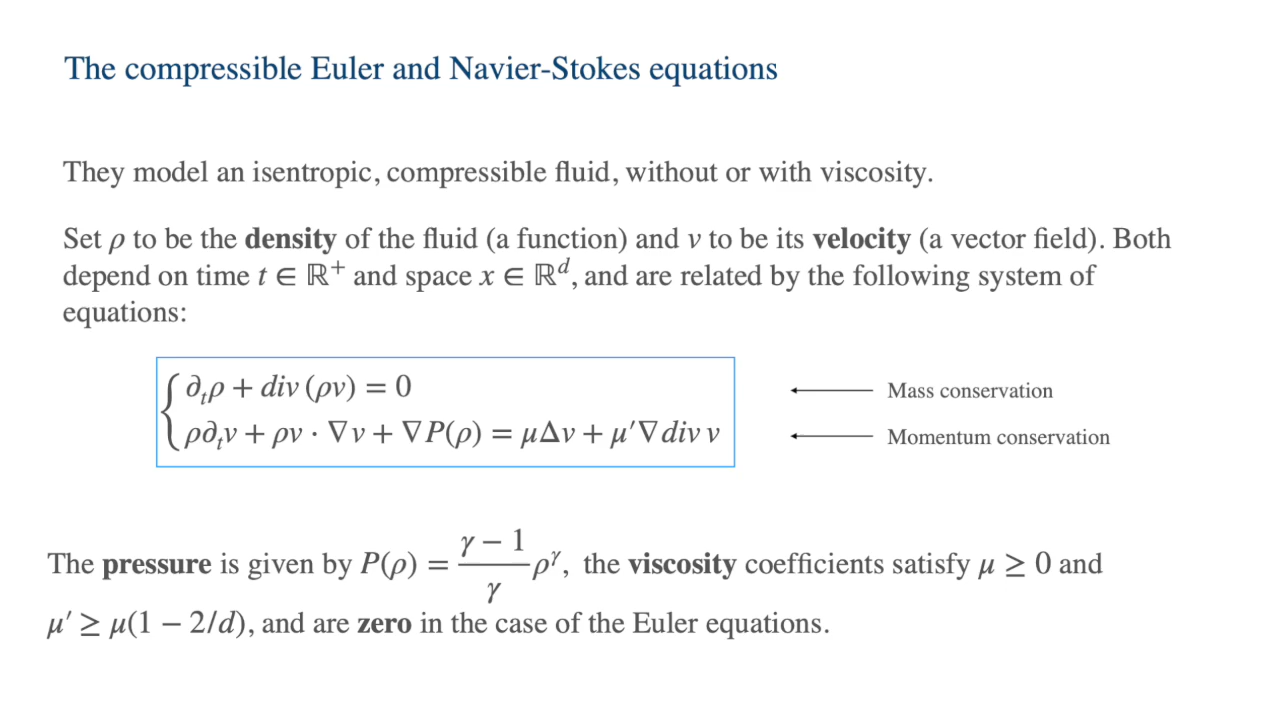 The compressible Euler and Navier-Stokes equations
They model an isentropic, compressible fluid, without or with viscosity.
Set ρ to be the density of the fluid (a function) and v to be its velocity (a vector field). Both
depend on time t ∈ ℝ⁺ and space x ∈ ℝᵈ, and are related by the following system of
equations:
∂ₜρ + div (ρv) = 0 ← Mass conservation
ρ∂ₜv + ρv · ∇v + ∇P(ρ) = μΔv + μ′∇div v ← Momentum conservation
The pressure is given by P(ρ) = (γ − 1)/γ ρ^γ, the viscosity coefficients satisfy μ ≥ 0 and
μ′ ≥ μ(1 − 2/d), and are zero in the case of the Euler equations.